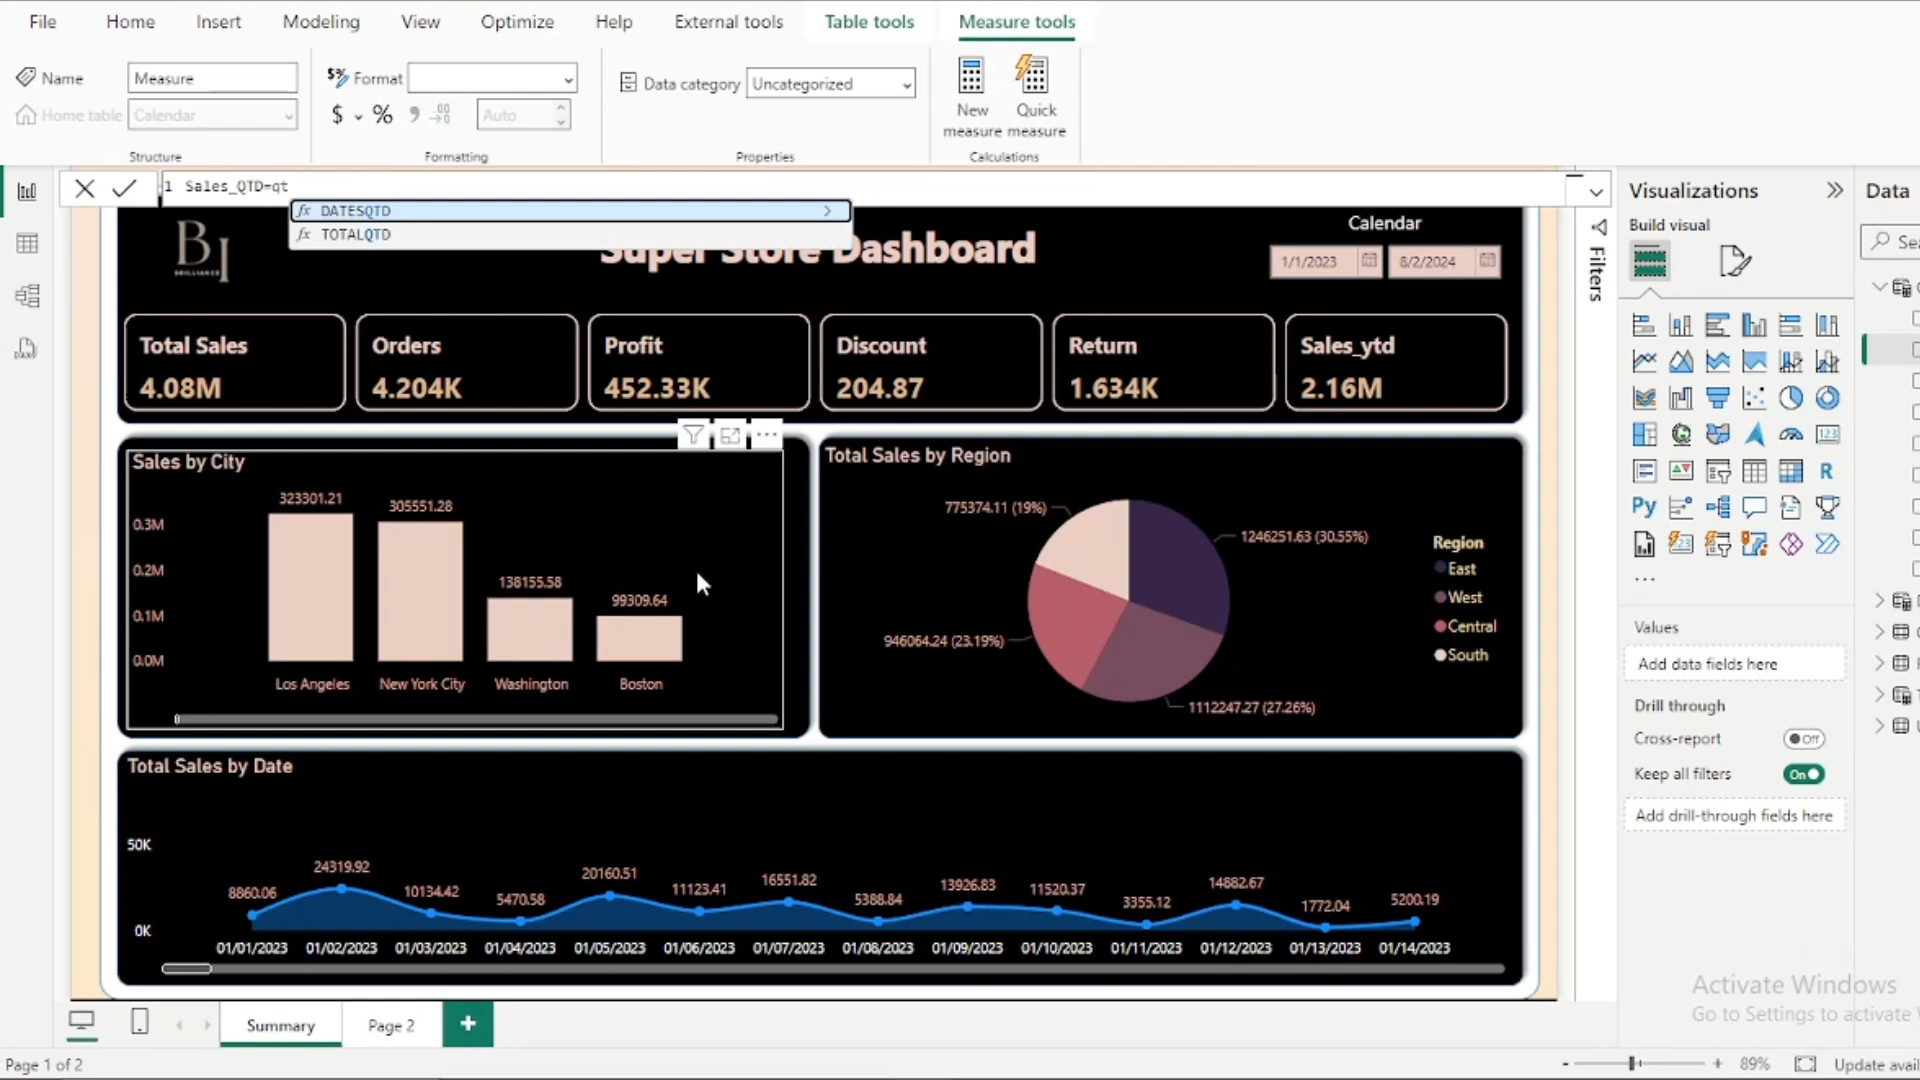 File Home Insert Modeling View Optimize Help External tools Table tools Measure tools
Name Measure
Format
Data category Uncategorized
Home table Calendar
$ % Auto
New measure
Quick measure
Structure Formatting Properties Calculations
1 Sales_QTD=qt
DATESQTD
TOTALQTD
BI
BRILLIANCE
Super Store Dashboard
Calendar
1/1/2023 8/2/2024
Total Sales
4.08M
Orders
4.204K
Profit
452.33K
Discount
204.87
Return
1.634K
Sales_ytd
2.16M
Sales by City
323301.21
305551.28
138155.58
99309.64
0.3M
0.2M
0.1M
0.0M
Los Angeles New York City Washington Boston
Total Sales by Region
775374.11 (19%)
1246251.63 (30.55%)
946064.24 (23.19%)
1112247.27 (27.26%)
Region
East
West
Central
South
Total Sales by Date
50K
0K
8860.06 24319.92 10134.42 5470.58 20160.51 11123.41 16551.82 5388.84 13926.83 11520.37 3355.12 14882.67 1772.04 5200.19
01/01/2023 01/02/2023 01/03/2023 01/04/2023 01/05/2023 01/06/2023 01/07/2023 01/08/2023 01/09/2023 01/10/2023 01/11/2023 01/12/2023 01/13/2023 01/14/2023
Filters
Visualizations
Build visual
123
R
Py
Values
Add data fields here
Drill through
Cross-report Off
Keep all filters On
Add drill-through fields here
Data
Sea
Activate Windows
Go to Settings to activate
Summary Page 2
Page 1 of 2
- + 89%
Update avail